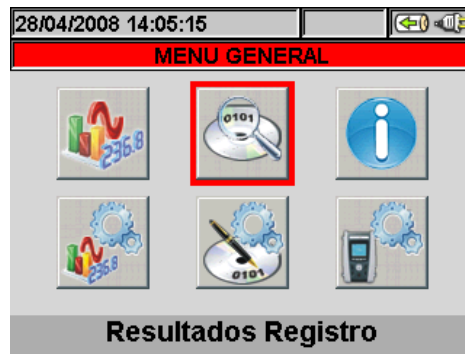 28/04/2008 14:05:15
MENU GENERAL
236.8
0101
236.8
0101
Resultados Registro